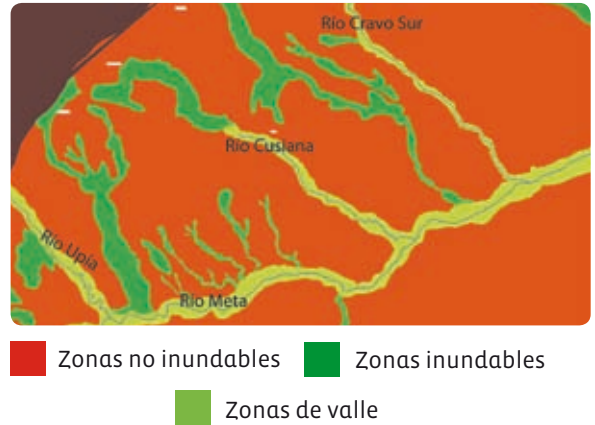 Río Cravo Sur
Río Cusiana
Río Upía
Río Meta
Zonas no inundables
Zonas inundables
Zonas de valle